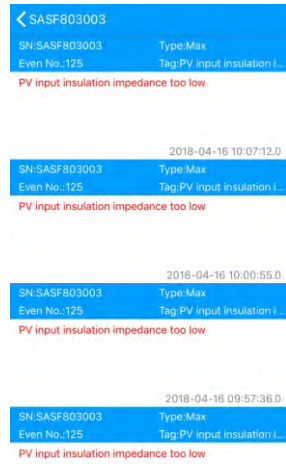 SASF803003
SN:SASF803003 Type:Max
Even No.:125 Tag:PV input insulation i...
PV input insulation impedance too low
2018-04-16 10:07:12.0
SN:SASF803003 Type:Max
Even No.:125 Tag:PV input insulation i...
PV input insulation impedance too low
2018-04-16 10:00:55.0
SN:SASF803003 Type:Max
Even No.:125 Tag:PV input insulation i...
PV input insulation impedance too low
2018-04-16 09:57:36.0
SN:SASF803003 Type:Max
Even No.:125 Tag:PV input insulation i...
PV input insulation impedance too low